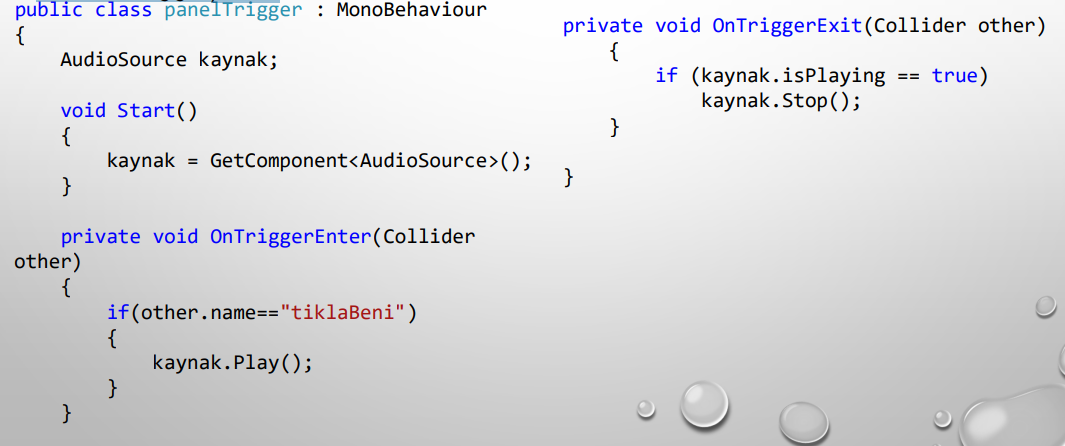 public class panelTrigger : MonoBehaviour
{
    AudioSource kaynak;

    void Start()
    {
        kaynak = GetComponent<AudioSource>();
    }

    private void OnTriggerEnter(Collider
other)
    {
        if(other.name=="tiklaBeni")
        {
            kaynak.Play();
        }
    }

private void OnTriggerExit(Collider other)
    {
        if (kaynak.isPlaying == true)
            kaynak.Stop();
    }

}